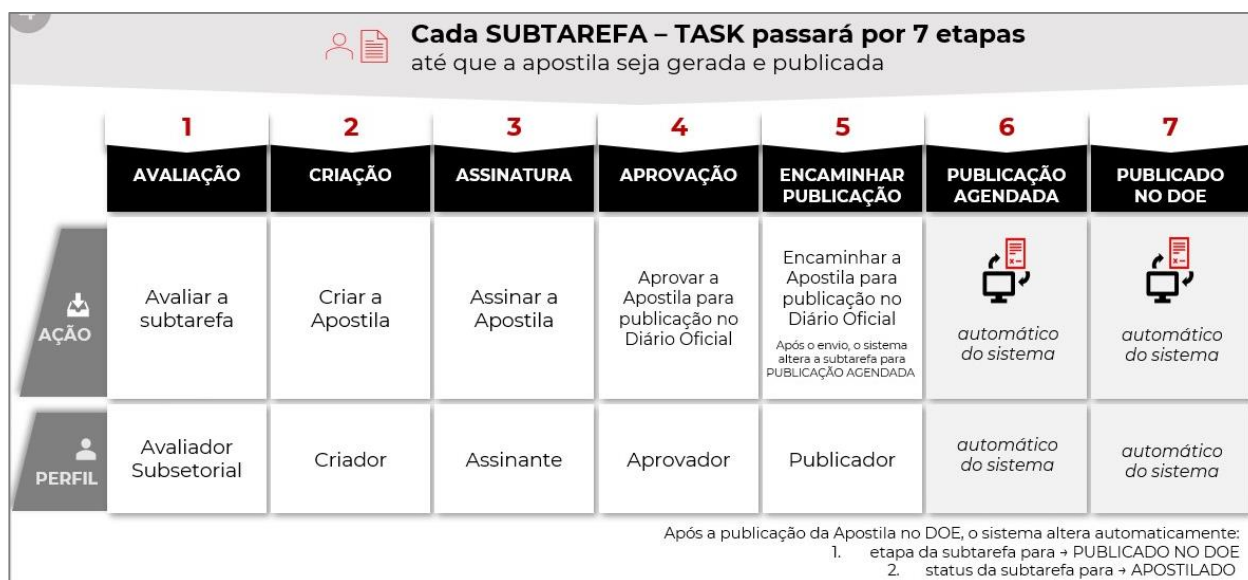 4
Cada SUBTAREFA – TASK passará por 7 etapas
até que a apostila seja gerada e publicada
1
2
3
4
5
6
7
AVALIAÇÃO
CRIAÇÃO
ASSINATURA
APROVAÇÃO
ENCAMINHAR
PUBLICAÇÃO
PUBLICAÇÃO
AGENDADA
PUBLICADO
NO DOE
AÇÃO
Avaliar a
subtarefa
Criar a
Apostila
Assinar a
Apostila
Aprovar a
Apostila para
publicação no
Diário Oficial
Encaminhar a
Apostila para
publicação no
Diário Oficial
Após o envio, o sistema
altera a subtarefa para
PUBLICAÇÃO AGENDADA
automático
do sistema
automático
do sistema
PERFIL
Avaliador
Subsetorial
Criador
Assinante
Aprovador
Publicador
automático
do sistema
automático
do sistema
Após a publicação da Apostila no DOE, o sistema altera automaticamente:
1. etapa da subtarefa para → PUBLICADO NO DOE
2. status da subtarefa para → APOSTILADO